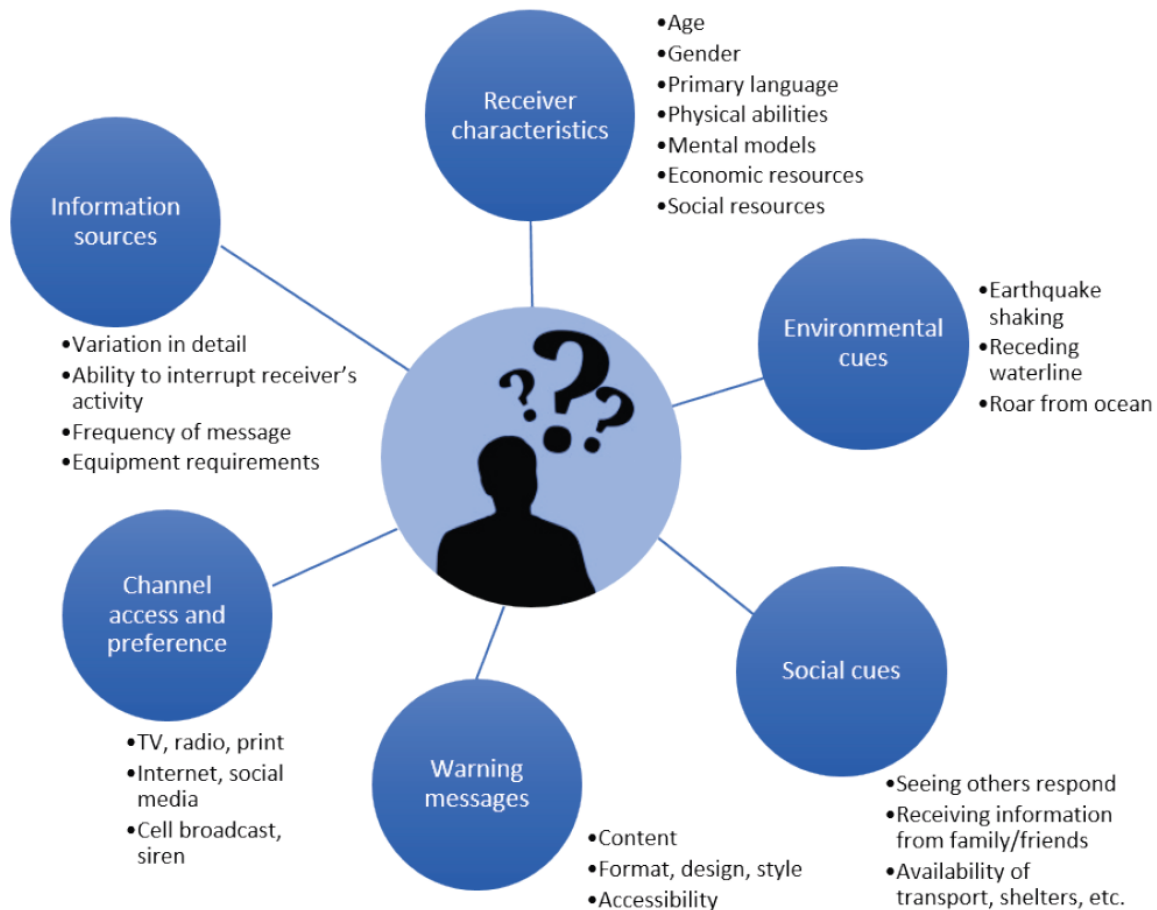 Receiver
characteristics
•Age
•Gender
•Primary language
•Physical abilities
•Mental models
•Economic resources
•Social resources
Information
sources
•Variation in detail
•Ability to interrupt receiver's
activity
•Frequency of message
•Equipment requirements
Environmental
cues
•Earthquake
shaking
•Receding
waterline
•Roar from ocean
? ? ?
Channel
access and
preference
•TV, radio, print
•Internet, social
media
•Cell broadcast,
siren
Warning
messages
•Content
•Format, design, style
•Accessibility
Social cues
•Seeing others respond
•Receiving information
from family/friends
•Availability of
transport, shelters, etc.